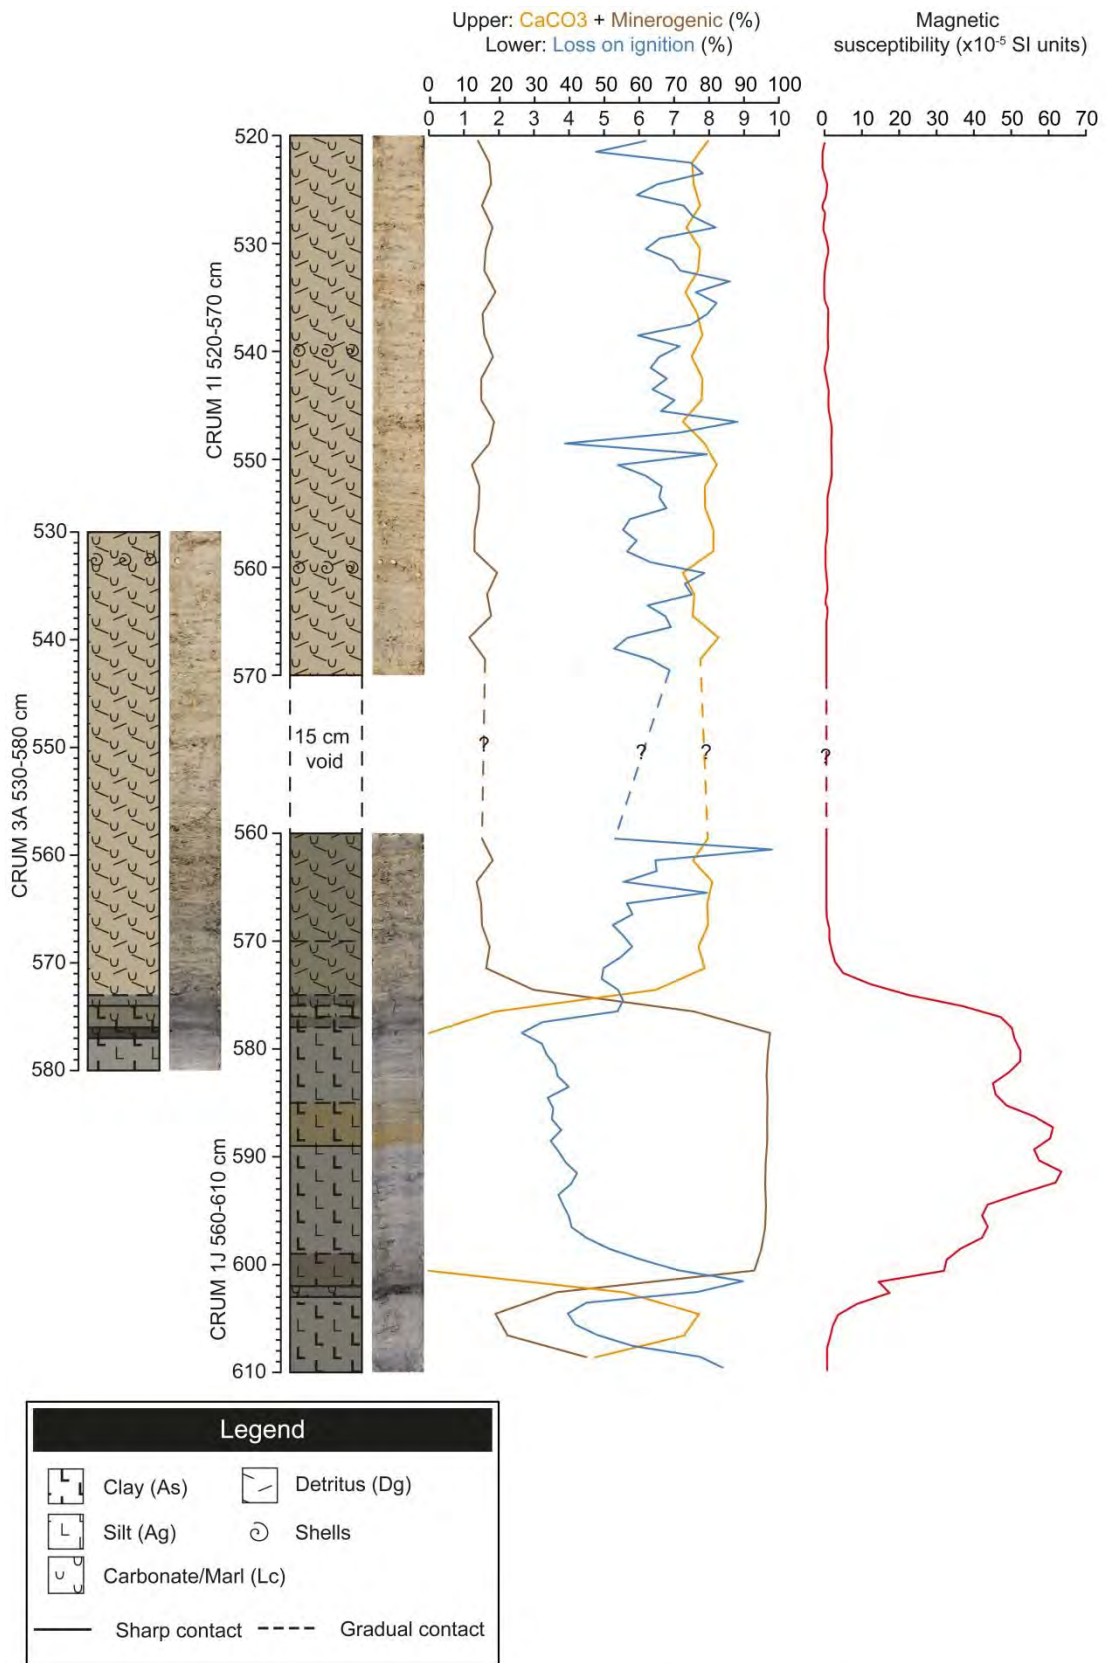 Upper: CaCO3 + Minerogenic (%)
Lower: Loss on ignition (%)
Magnetic
susceptibility (x10⁻⁵ SI units)
0 10 20 30 40 50 60 70 80 90 100
0 1 2 3 4 5 6 7 8 9 10
0 10 20 30 40 50 60 70
CRUM 1I 520-570 cm
520
530
540
550
560
570
CRUM 3A 530-580 cm
530
540
550
560
570
580
15 cm
void
? ? ? ?
CRUM 1J 560-610 cm
560
570
580
590
600
610
Legend
Clay (As)
Detritus (Dg)
Silt (Ag)
Shells
Carbonate/Marl (Lc)
Sharp contact
Gradual contact